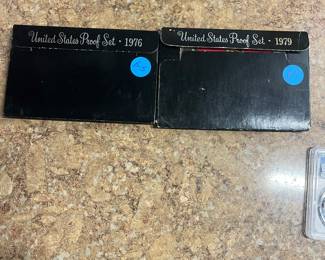 United States Proof Set · 1976
United States Proof Set · 1979